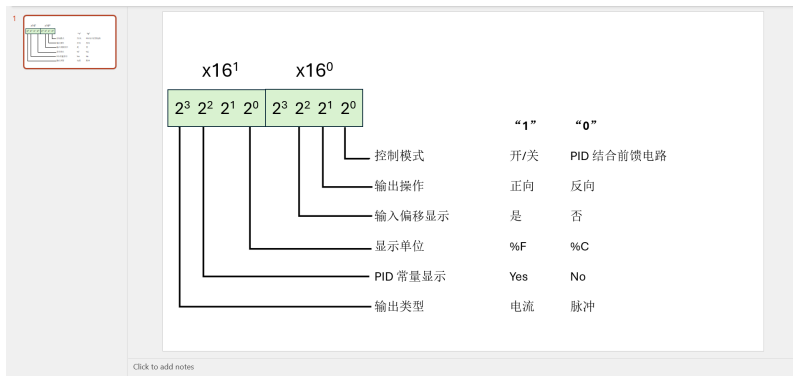 1
x16¹ x16⁰
2³ 2² 2¹ 2⁰ 2³ 2² 2¹ 2⁰
“1” “0”
控制模式 开/关 PID 结合前馈电路
输出操作 正向 反向
输入偏移显示 是 否
显示单位 %F %C
PID 常量显示 Yes No
输出类型 电流 脉冲
Click to add notes